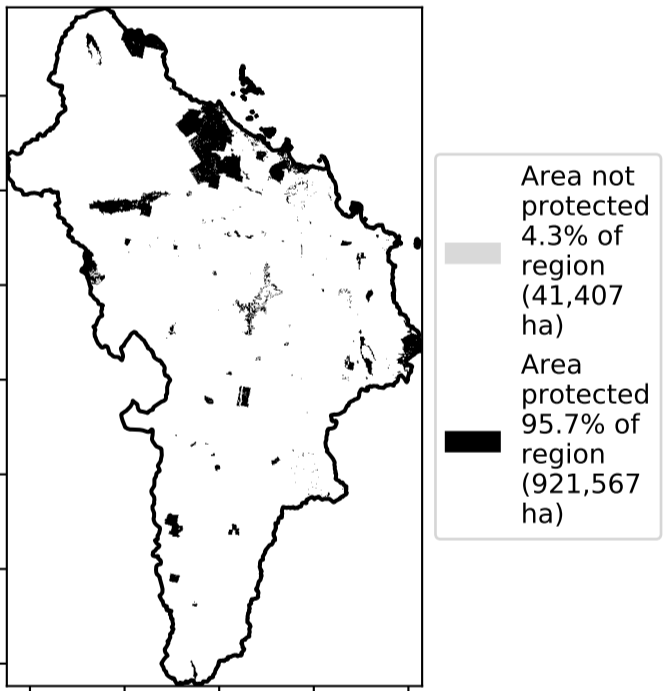 Area not
protected
4.3% of
region
(41,407
ha)
Area
protected
95.7% of
region
(921,567
ha)